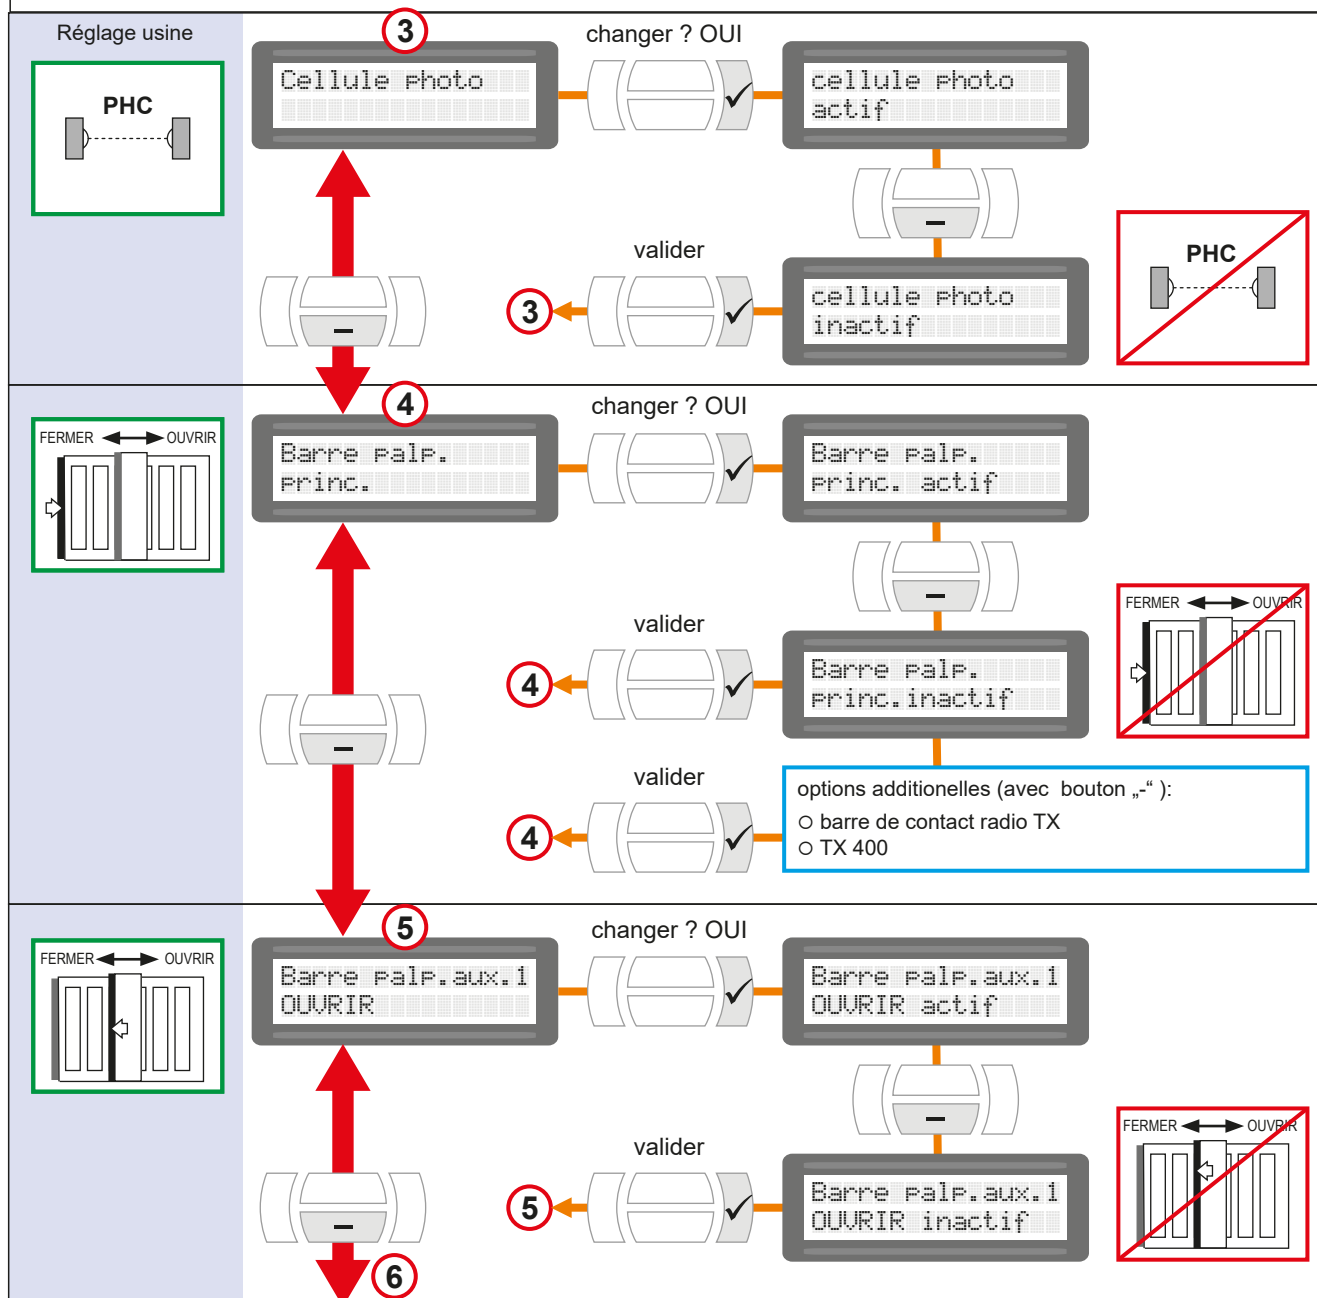 Réglage usine
3
changer ? OUI
PHC
Cellule photo
cellule photo
actif
–
valider
3
cellule photo
inactif
PHC
–
4
changer ? OUI
FERMER OUVRIR
Barre palp.
princ.
Barre palp.
princ. actif
–
valider
4
Barre palp.
princ.inactif
FERMER OUVRIR
–
valider
4
options additionelles (avec bouton „-“ ):
barre de contact radio TX
TX 400
5
changer ? OUI
FERMER OUVRIR
Barre palp.aux.1
OUVRIR
Barre palp.aux.1
OUVRIR actif
–
valider
5
Barre palp.aux.1
OUVRIR inactif
FERMER OUVRIR
–
6